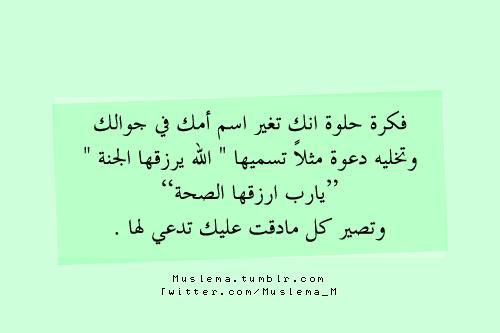 فكرة حلوة انك تغير اسم أمك في جوالك
وتخليه دعوة مثلاً تسميها " الله يرزقها الجنة "
,,يارب ارزقها الصحة“
وتصير كل مادقت عليك تدعي لها .
Muslema.tumblr.com
Twitter.com/Muslema_M